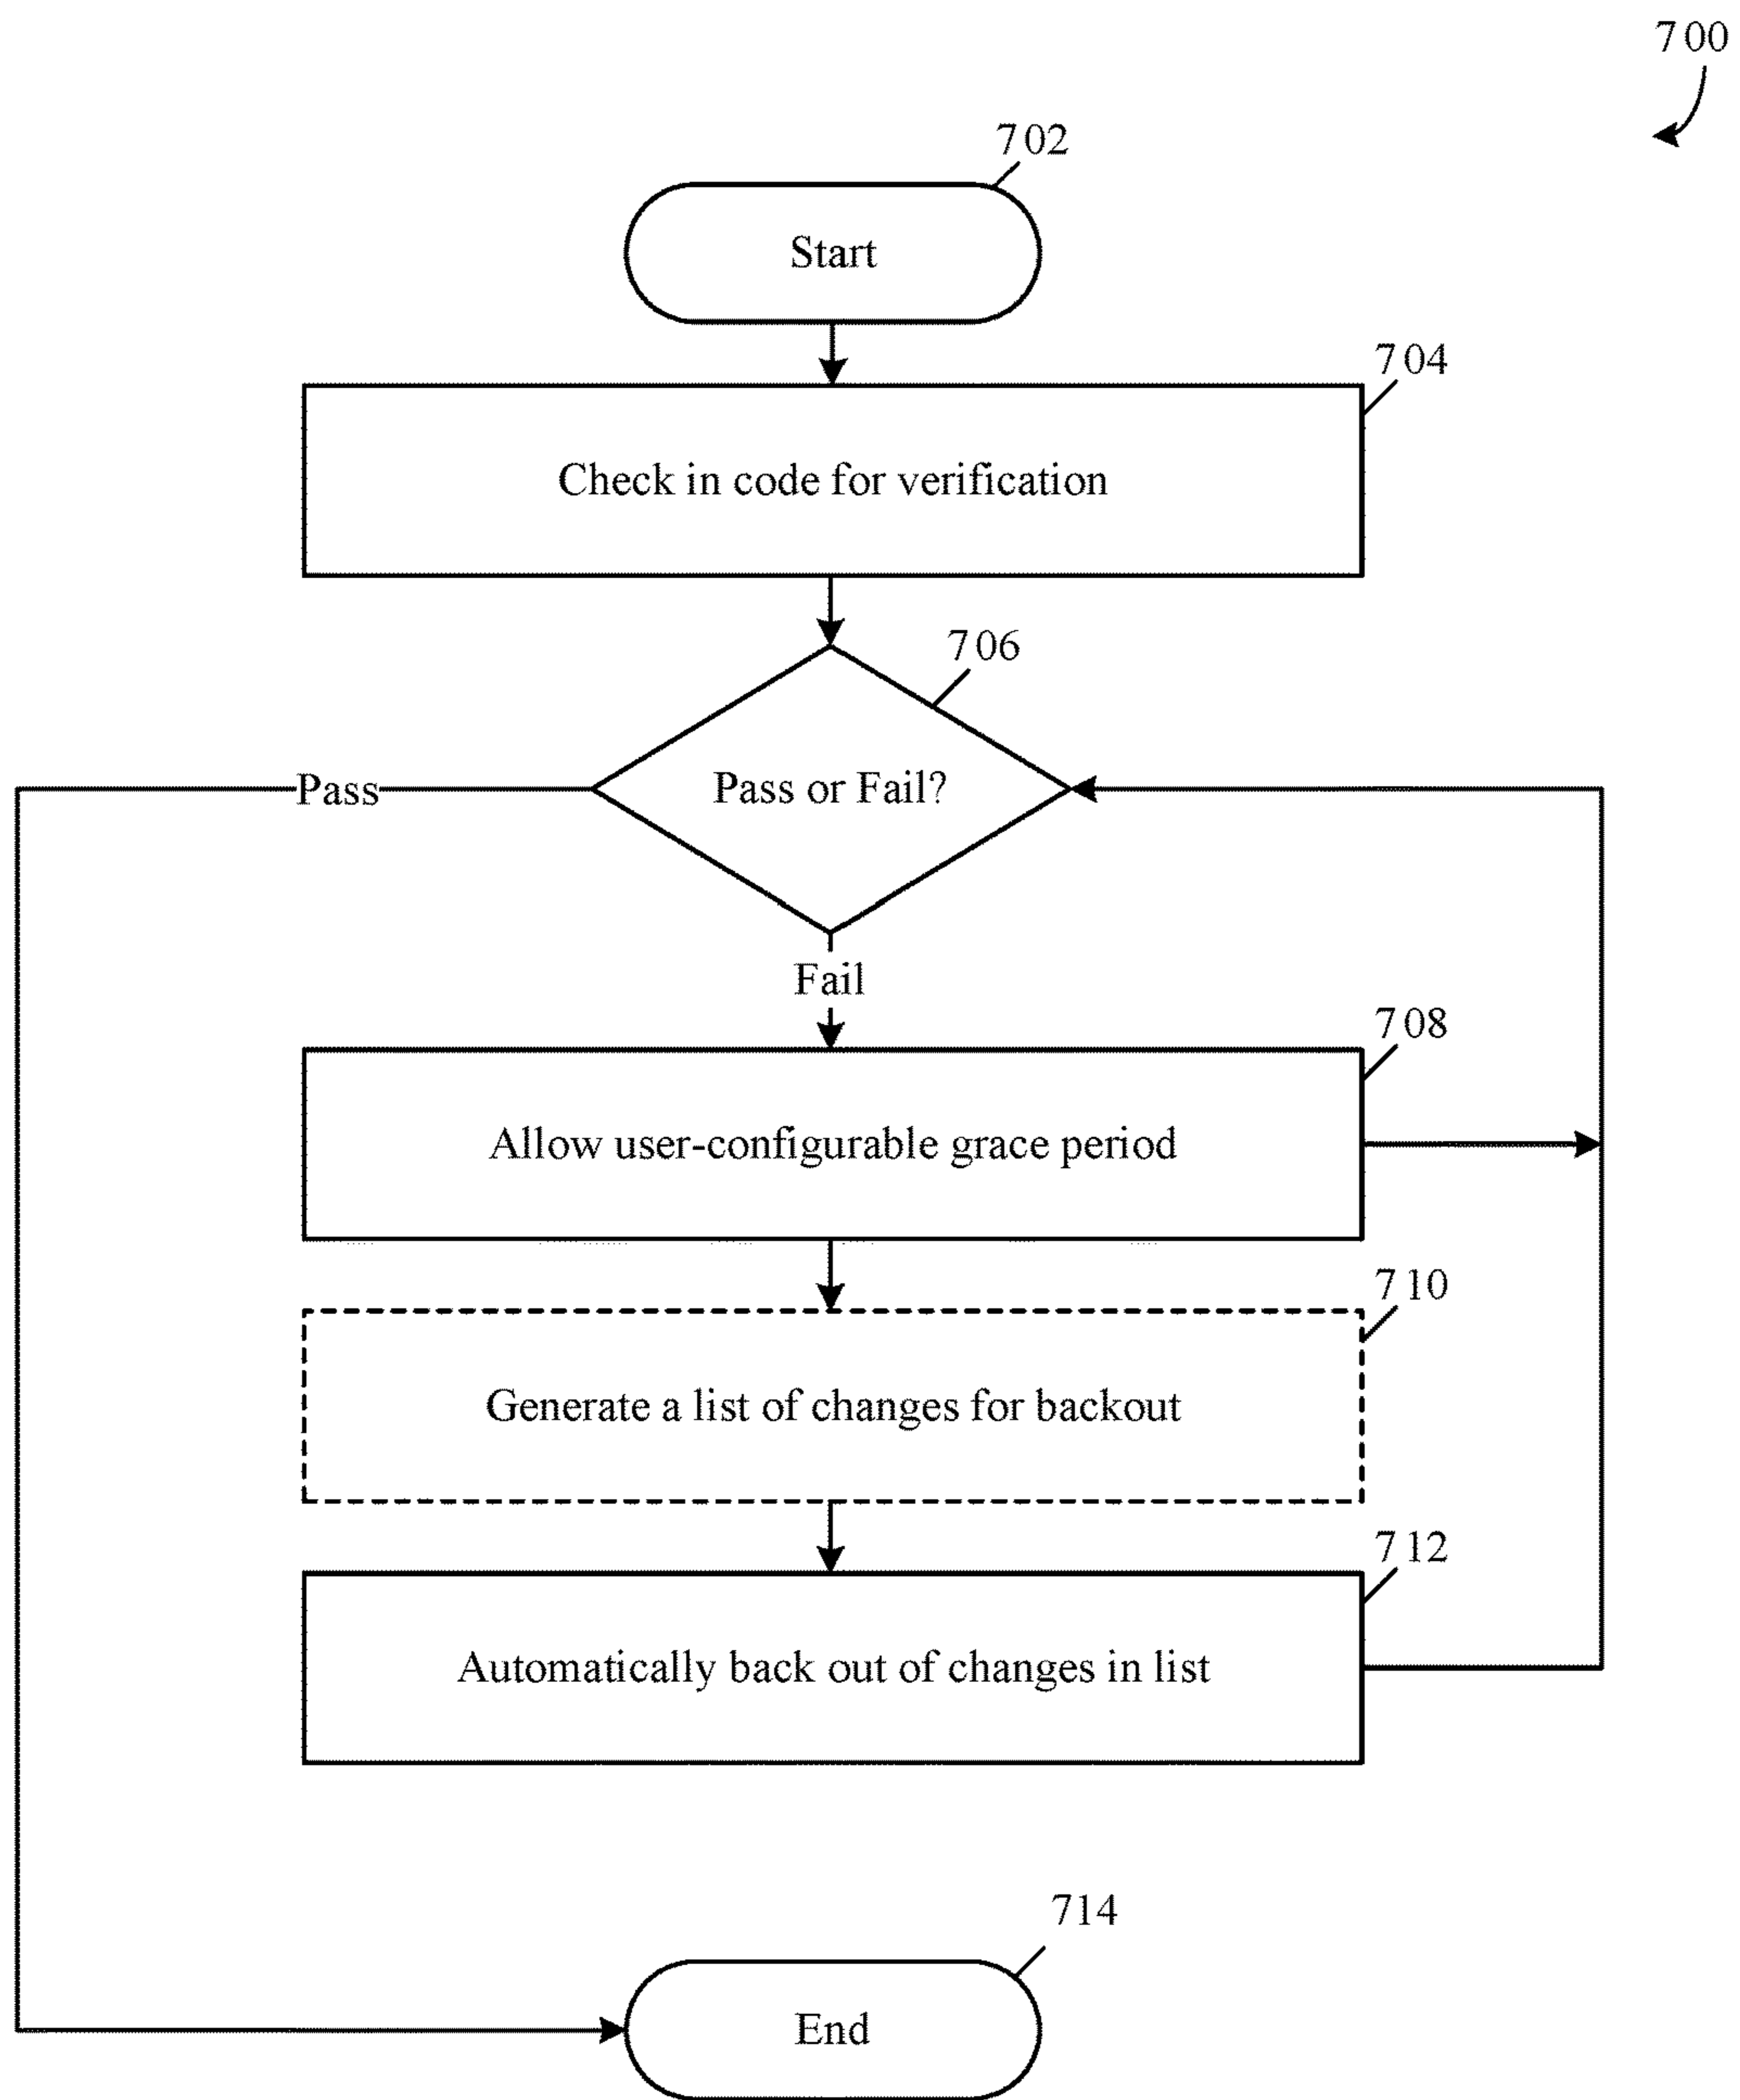 700
702
Start
704
Check in code for verification
706
Pass
Pass or Fail?
Fail
708
Allow user-configurable grace period
710
Generate a list of changes for backout
712
Automatically back out of changes in list
714
End